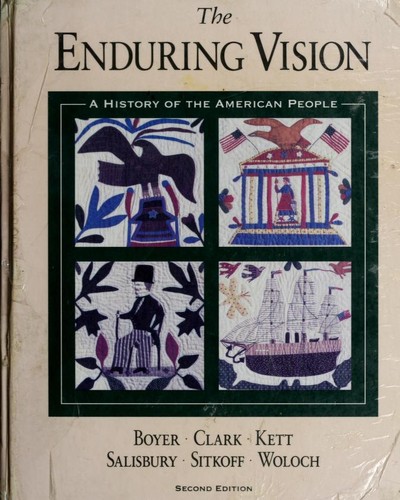 The
ENDURING VISION
A HISTORY OF THE AMERICAN PEOPLE
BOYER · CLARK · KETT
SALISBURY · SITKOFF · WOLOCH
SECOND EDITION